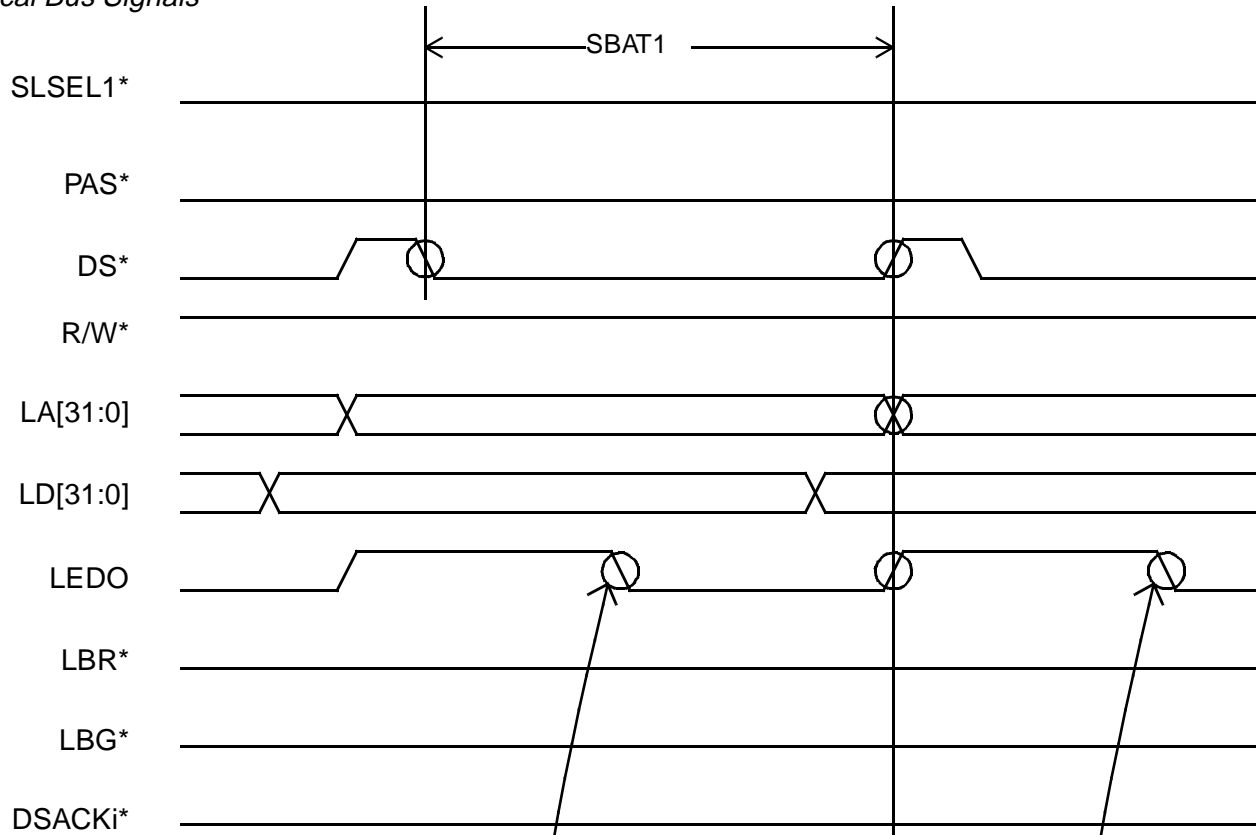 cal Bus Signals
SBAT1
SLSEL1*
PAS*
DS*
R/W*
LA[31:0]
LD[31:0]
LEDO
LBR*
LBG*
DSACKi*